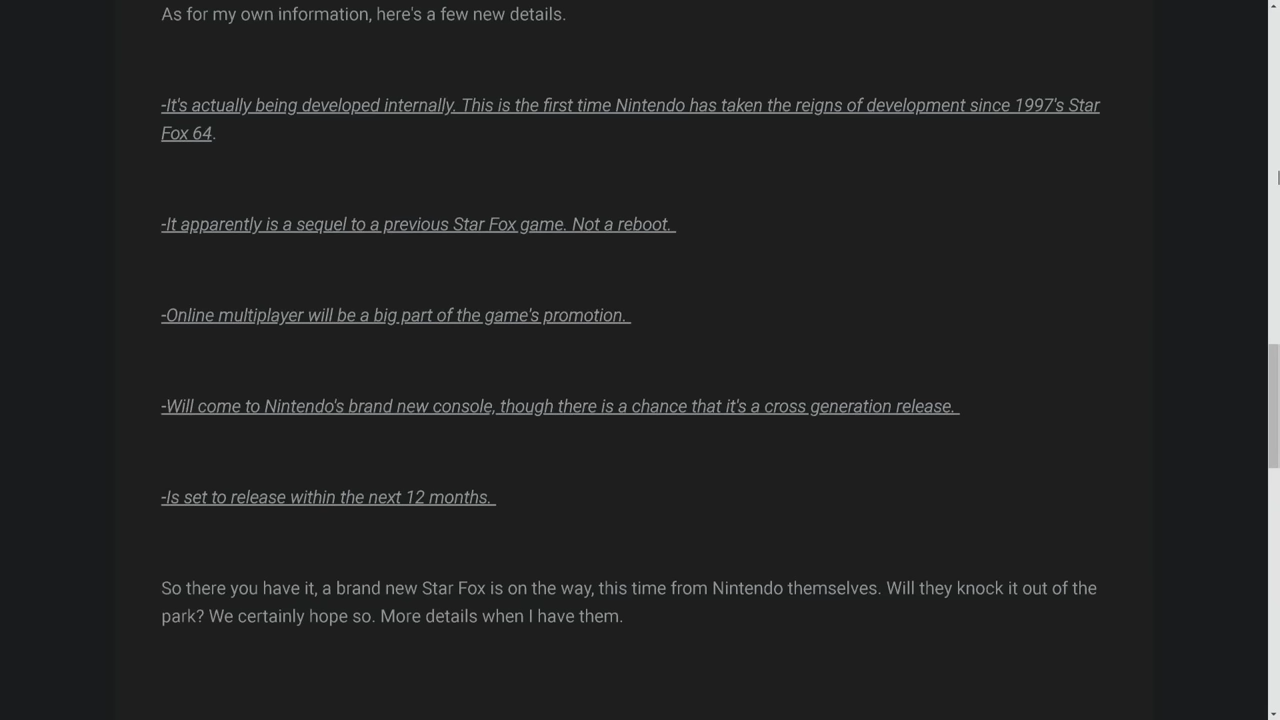 As for my own information, here's a few new details.
-It's actually being developed internally. This is the first time Nintendo has taken the reigns of development since 1997's Star
Fox 64.
-It apparently is a sequel to a previous Star Fox game. Not a reboot.
-Online multiplayer will be a big part of the game's promotion.
-Will come to Nintendo's brand new console, though there is a chance that it's a cross generation release.
-Is set to release within the next 12 months.
So there you have it, a brand new Star Fox is on the way, this time from Nintendo themselves. Will they knock it out of the
park? We certainly hope so. More details when I have them.